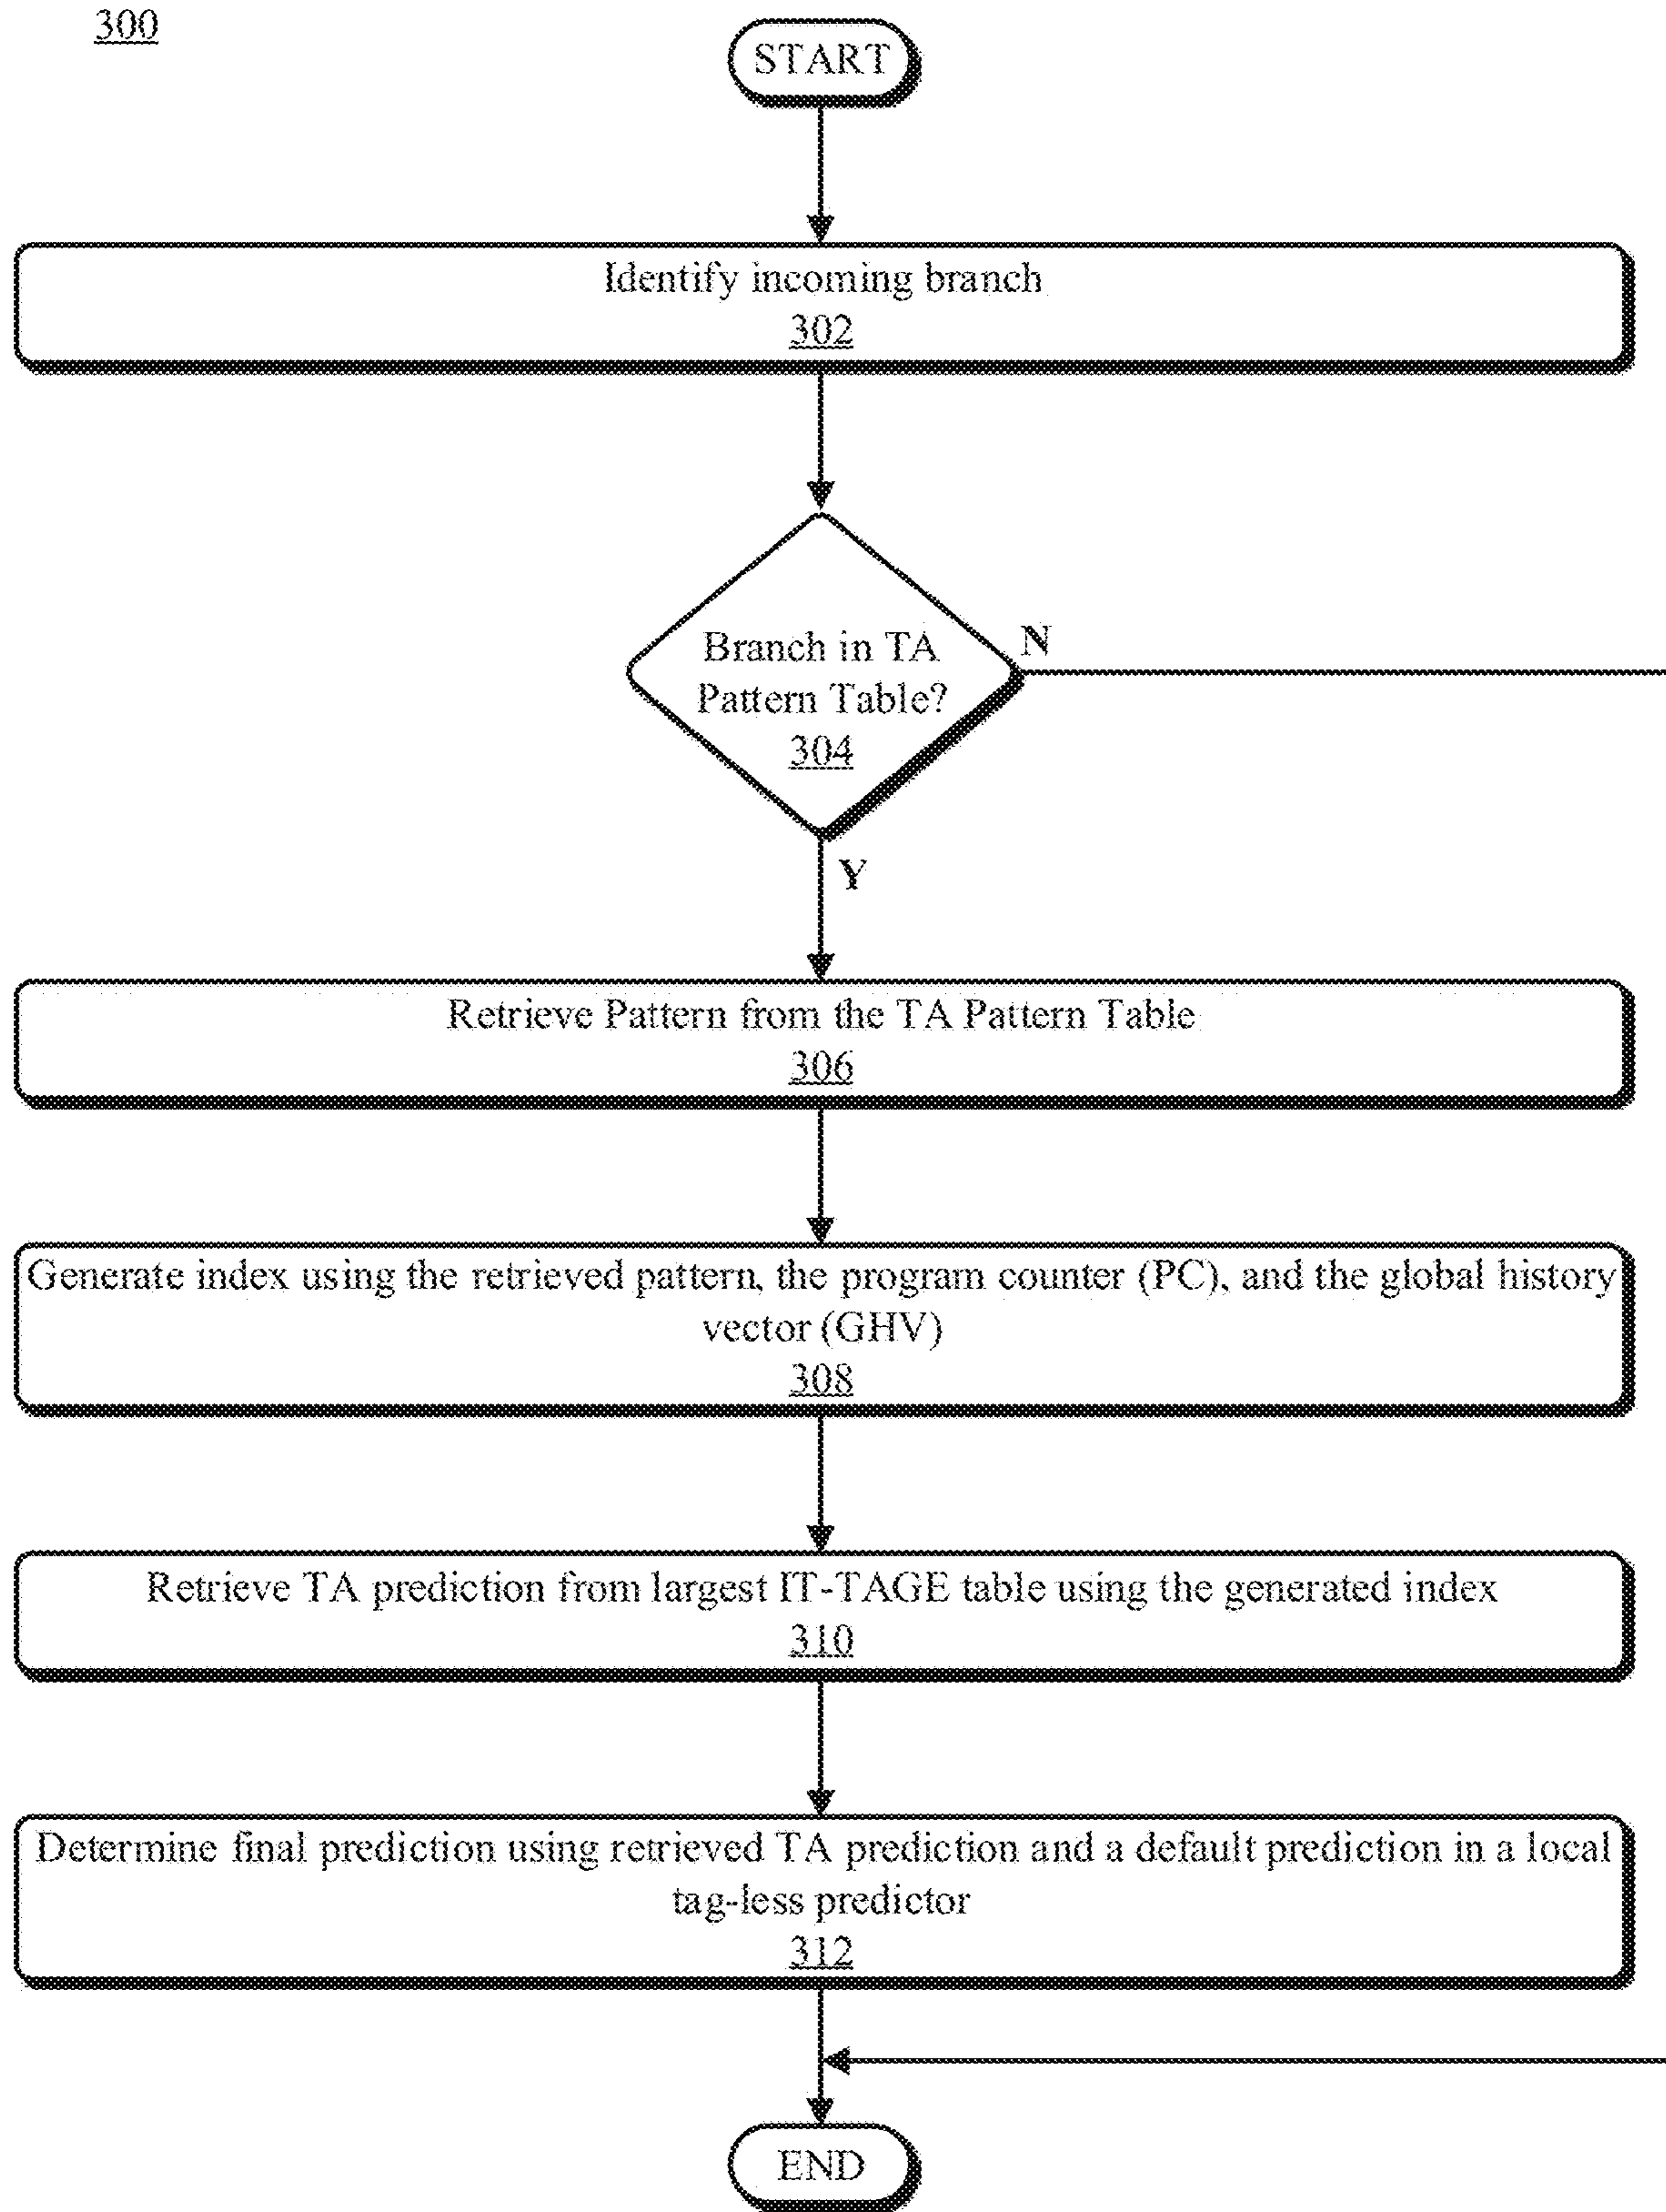 300
START
Identify incoming branch
302
Branch in TA
Pattern Table?
304
N
Y
Retrieve Pattern from the TA Pattern Table
306
Generate index using the retrieved pattern, the program counter (PC), and the global history
vector (GHV)
308
Retrieve TA prediction from largest IT-TAGE table using the generated index
310
Determine final prediction using retrieved TA prediction and a default prediction in a local
tag-less predictor
312
END